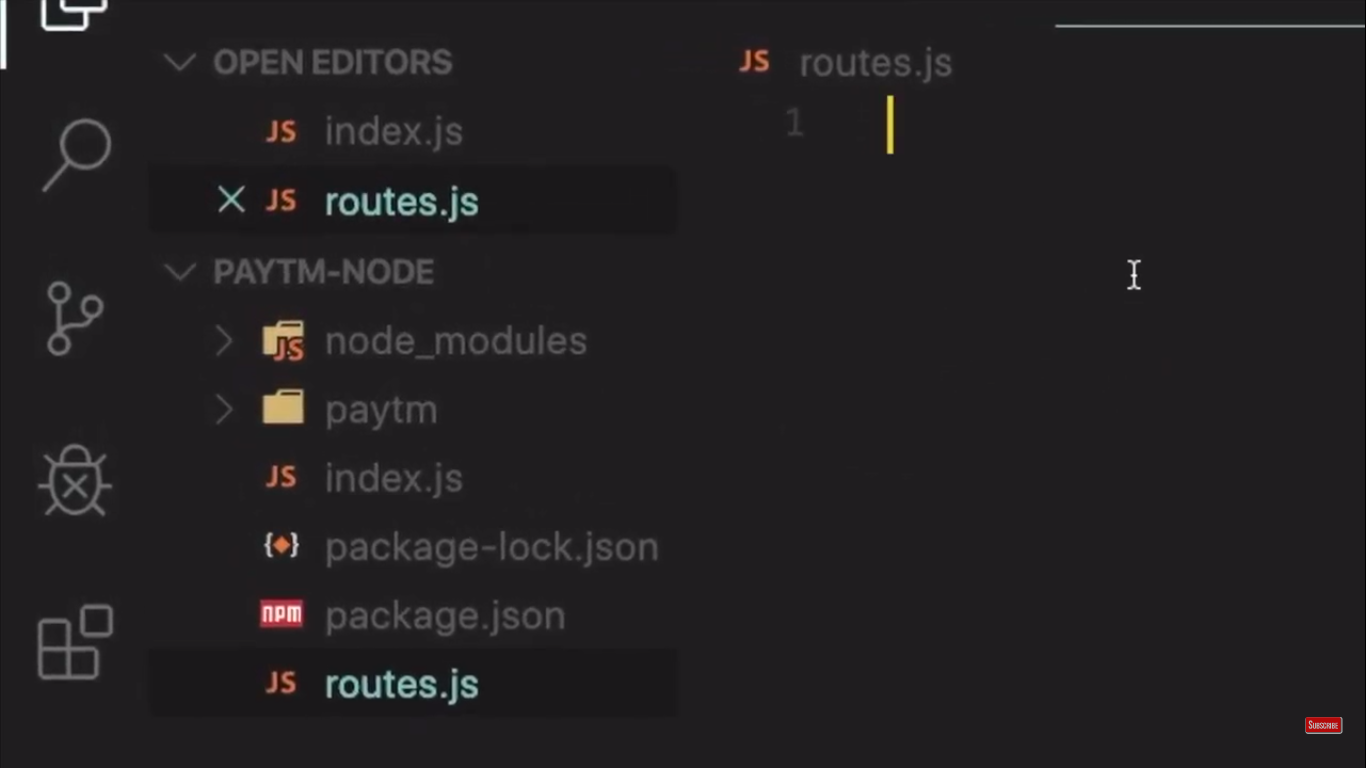 OPEN EDITORS
JS index.js
JS routes.js
PAYTM-NODE
JS node_modules
paytm
JS index.js
package-lock.json
npm package.json
JS routes.js
JS routes.js
1
SUBSCRIBE